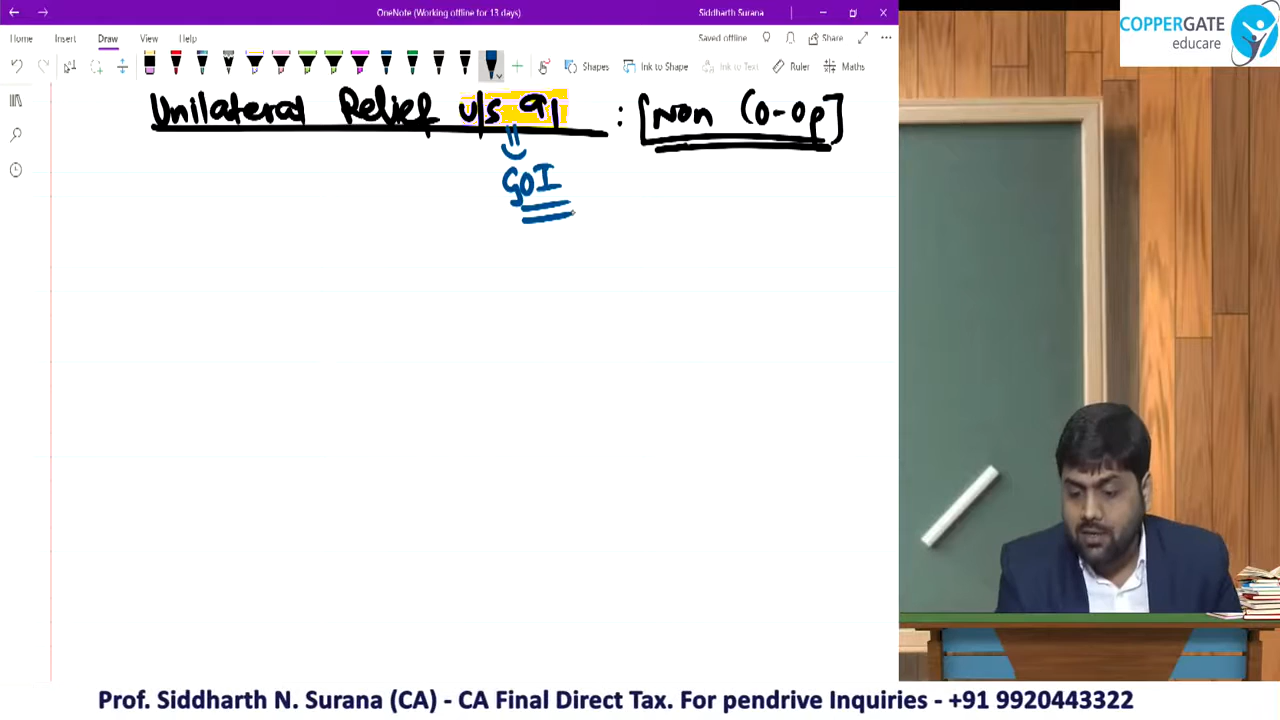 OneNote (Working offline for 13 days)
Siddharth Surana
Home Insert Draw View Help
Saved offline
Share
Shapes
Ink to Shape
Ink to Text
Ruler
Maths
COPPERGATE
educare
Unilateral Relief u/s 91 : [Non Co-op]
GOI
Prof. Siddharth N. Surana (CA) - CA Final Direct Tax. For pendrive Inquiries - +91 9920443322